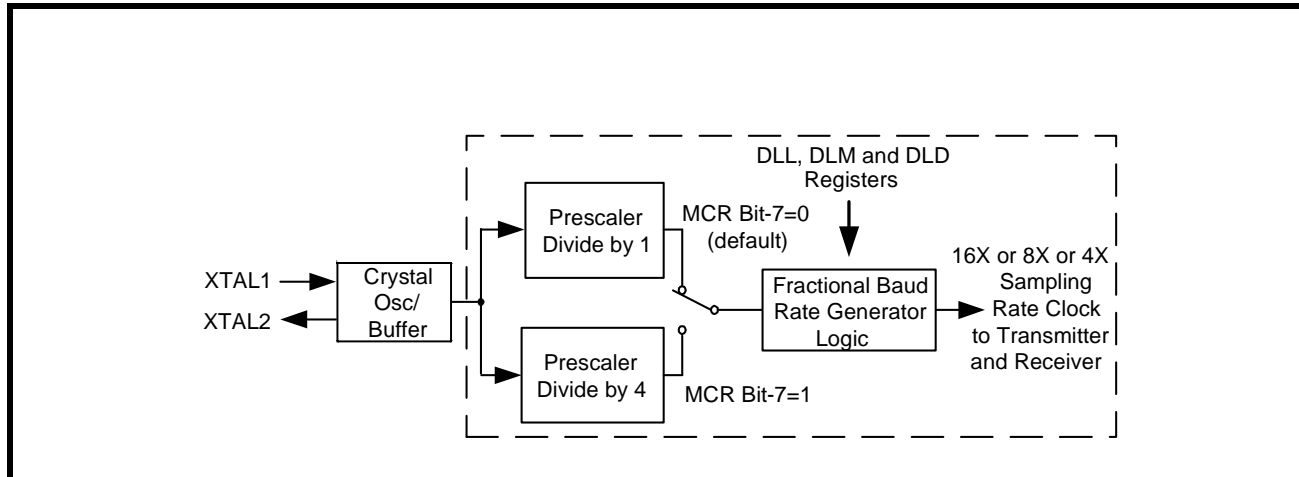 XTAL1
XTAL2
Crystal
Osc/
Buffer
Prescaler
Divide by 1
Prescaler
Divide by 4
MCR Bit-7=0
(default)
MCR Bit-7=1
DLL, DLM and DLD
Registers
Fractional Baud
Rate Generator
Logic
16X or 8X or 4X
Sampling
Rate Clock
to Transmitter
and Receiver